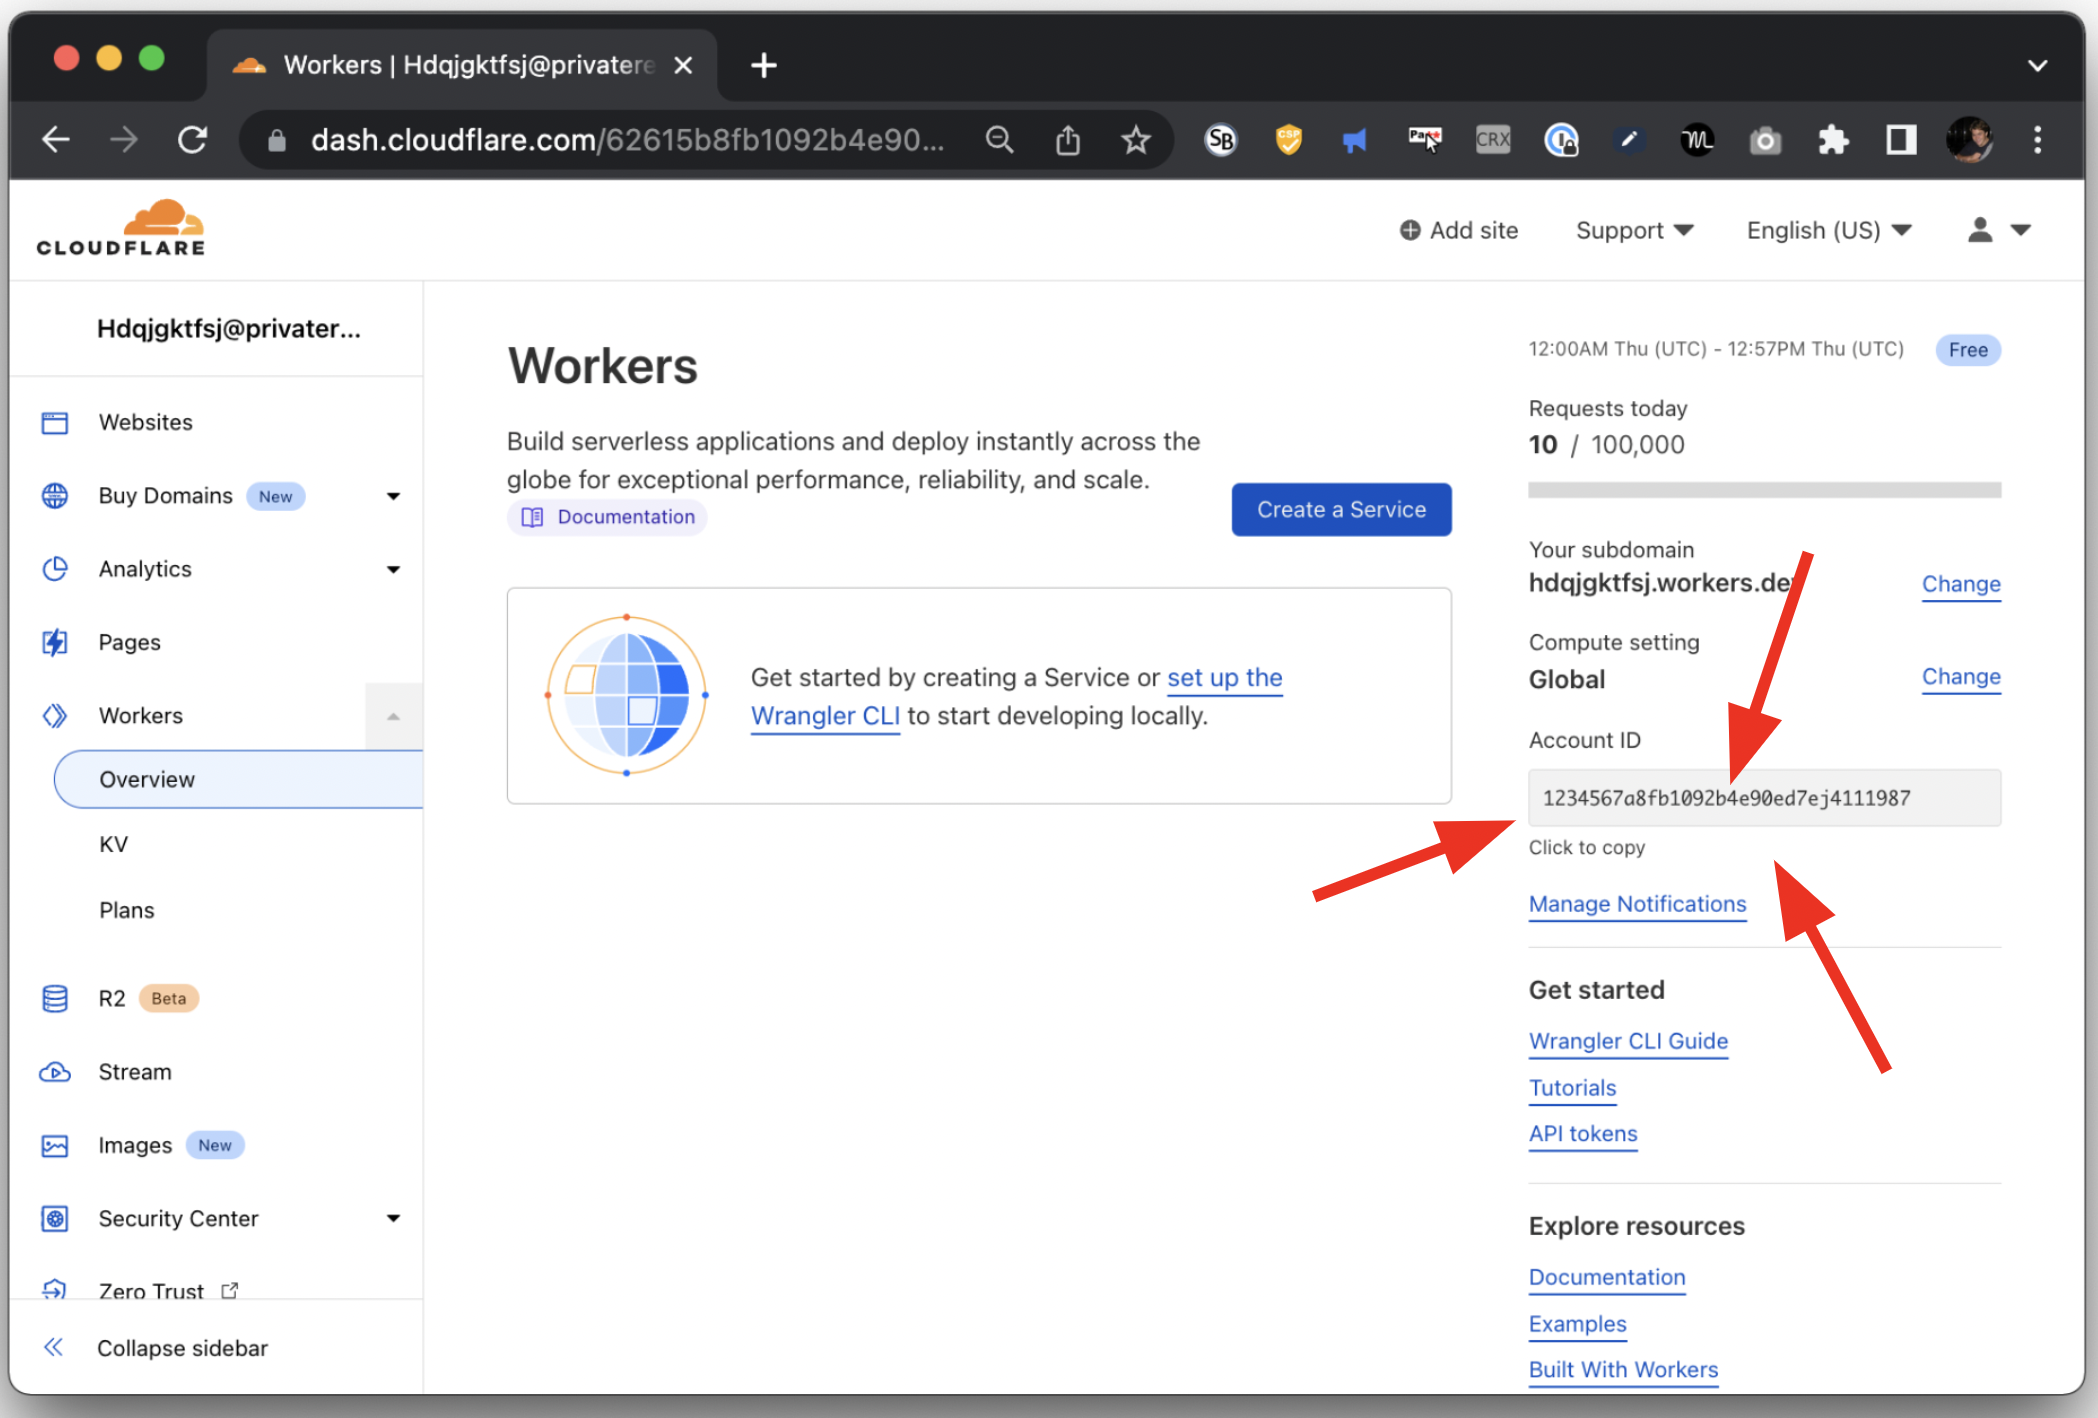 Workers | Hdqjgktfsj@privatere
dash.cloudflare.com/62615b8fb1092b4e90...
SB
CSP
CRX
CLOUDFLARE
Add site
Support
English (US)
Hdqjgktfsj@privater...
Websites
Buy Domains New
Analytics
Pages
Workers
Overview
KV
Plans
R2 Beta
Stream
Images New
Security Center
Zero Trust
Collapse sidebar
Workers
Build serverless applications and deploy instantly across the
globe for exceptional performance, reliability, and scale.
Documentation
Create a Service
Get started by creating a Service or set up the
Wrangler CLI to start developing locally.
12:00AM Thu (UTC) - 12:57PM Thu (UTC) Free
Requests today
10 / 100,000
Your subdomain
hdqjgktfsj.workers.de
Change
Compute setting
Global
Change
Account ID
1234567a8fb1092b4e90ed7ej4111987
Click to copy
Manage Notifications
Get started
Wrangler CLI Guide
Tutorials
API tokens
Explore resources
Documentation
Examples
Built With Workers